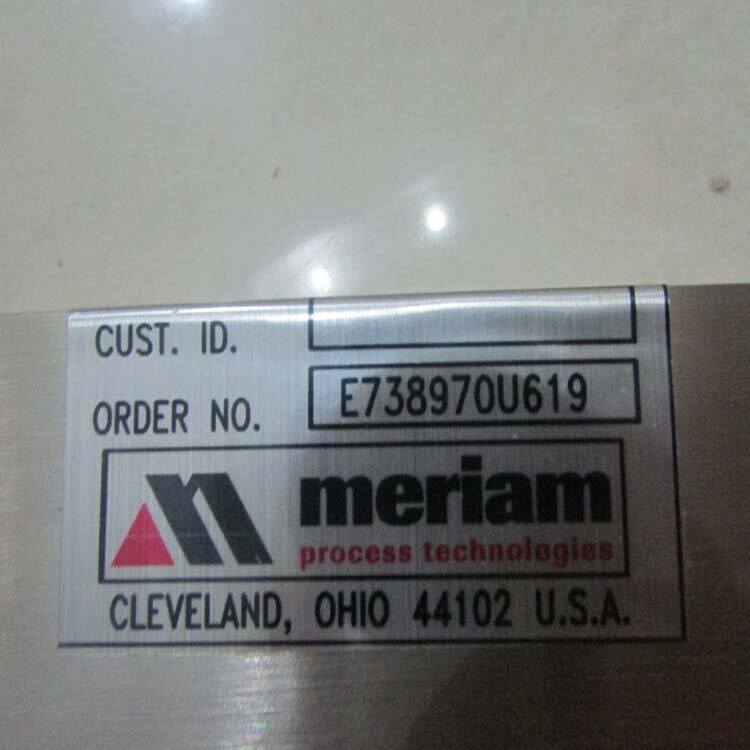 CUST. ID.
ORDER NO. E738970U619
meriam
process technologies
CLEVELAND, OHIO 44102 U.S.A.